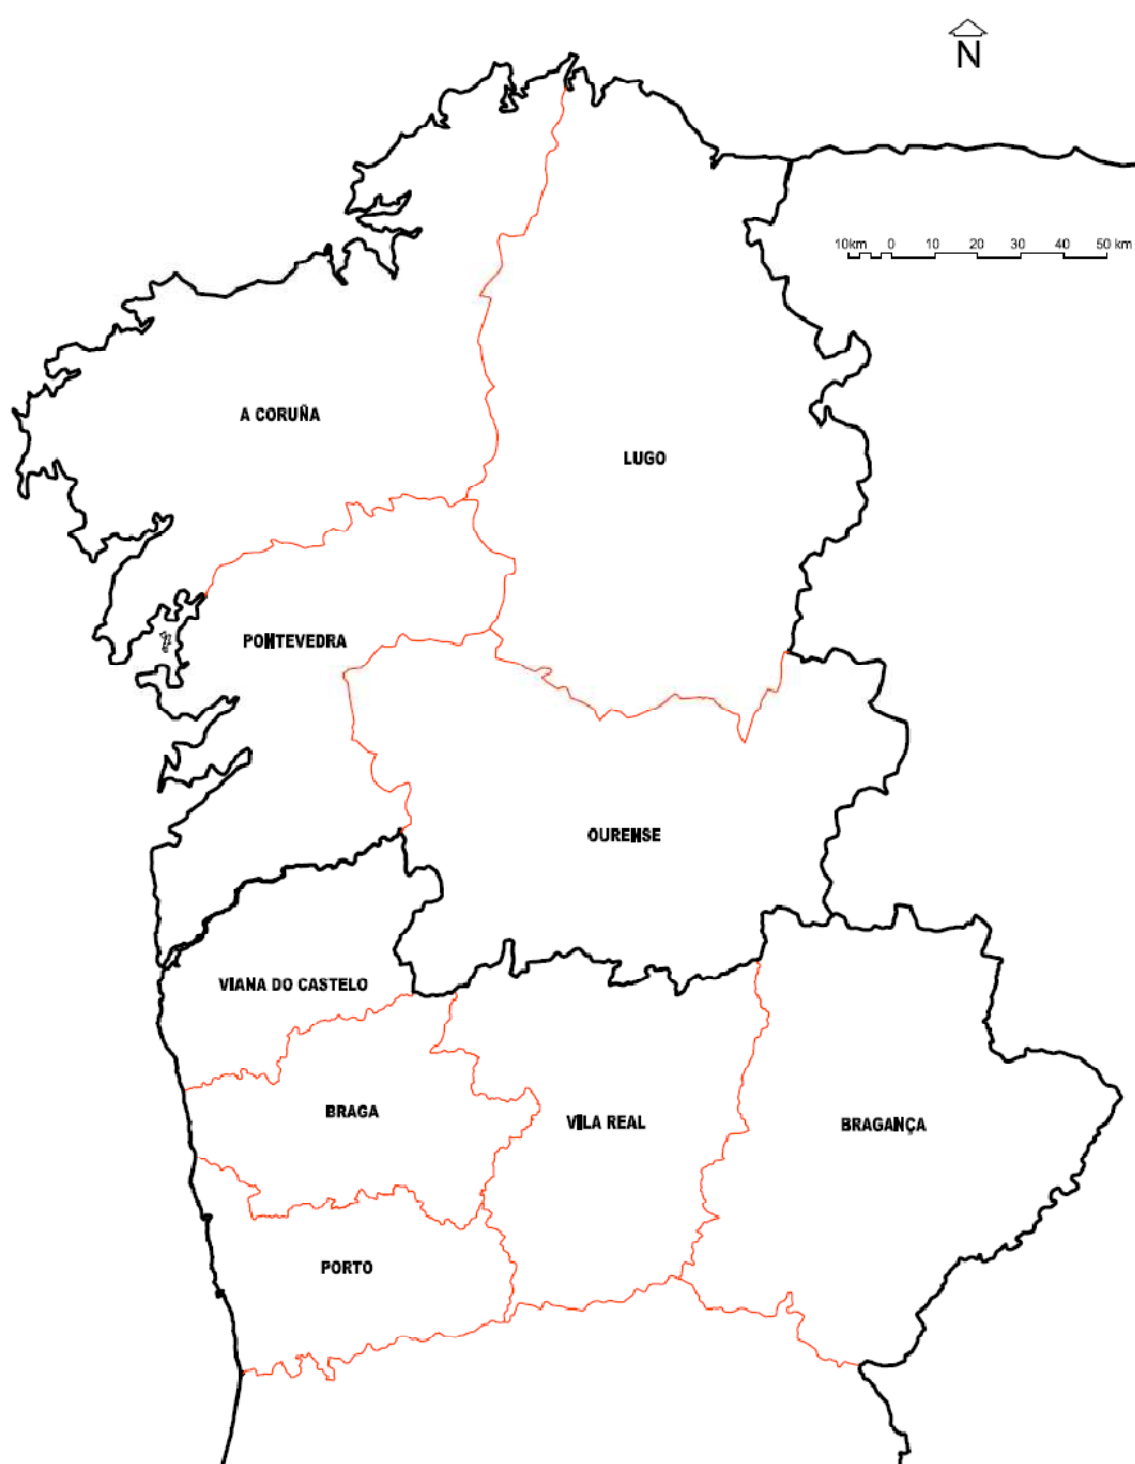 N
10km 0 10 20 30 40 50 km
A CORUÑA
LUGO
PONTEVEDRA
OURENSE
VIANA DO CASTELO
BRAGA
VILA REAL
BRAGANÇA
PORTO